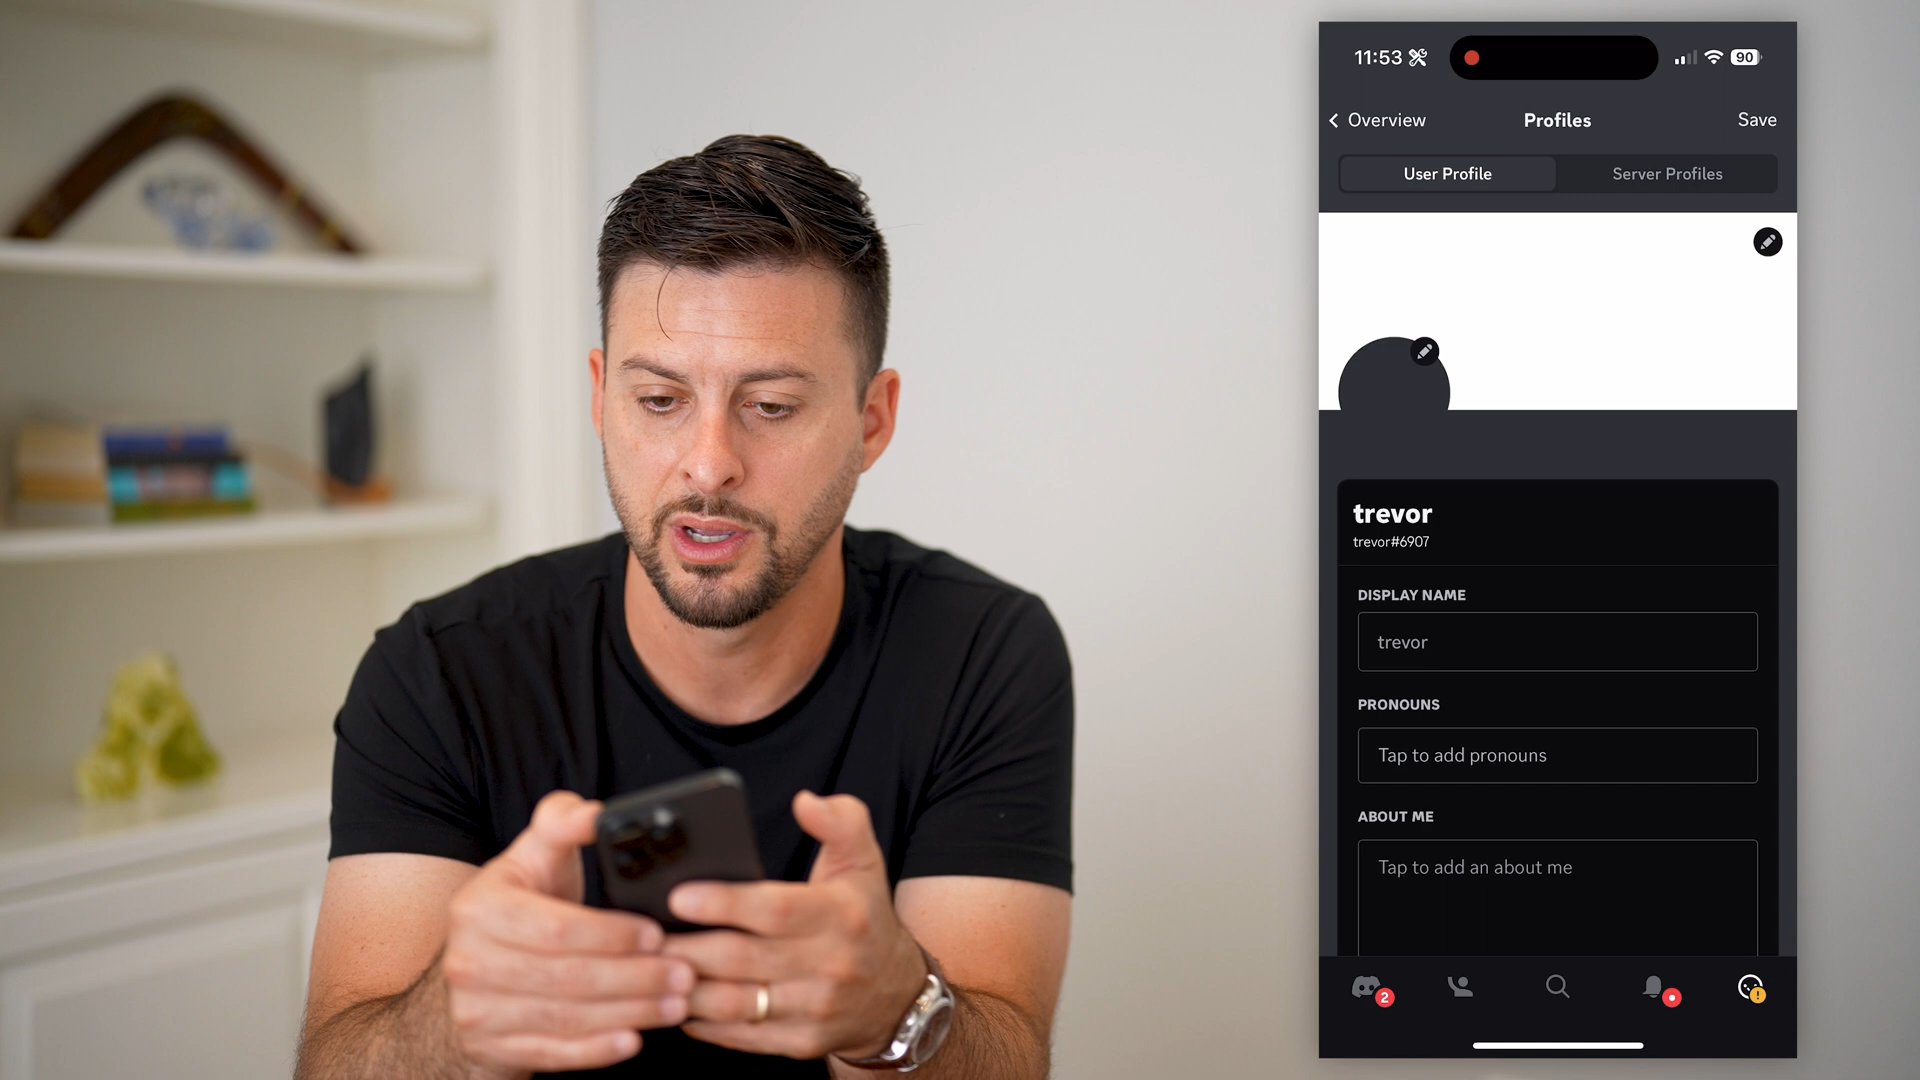 11:53
90
Overview
Profiles
Save
User Profile
Server Profiles
trevor
trevor#6907
DISPLAY NAME
trevor
PRONOUNS
Tap to add pronouns
ABOUT ME
Tap to add an about me
2